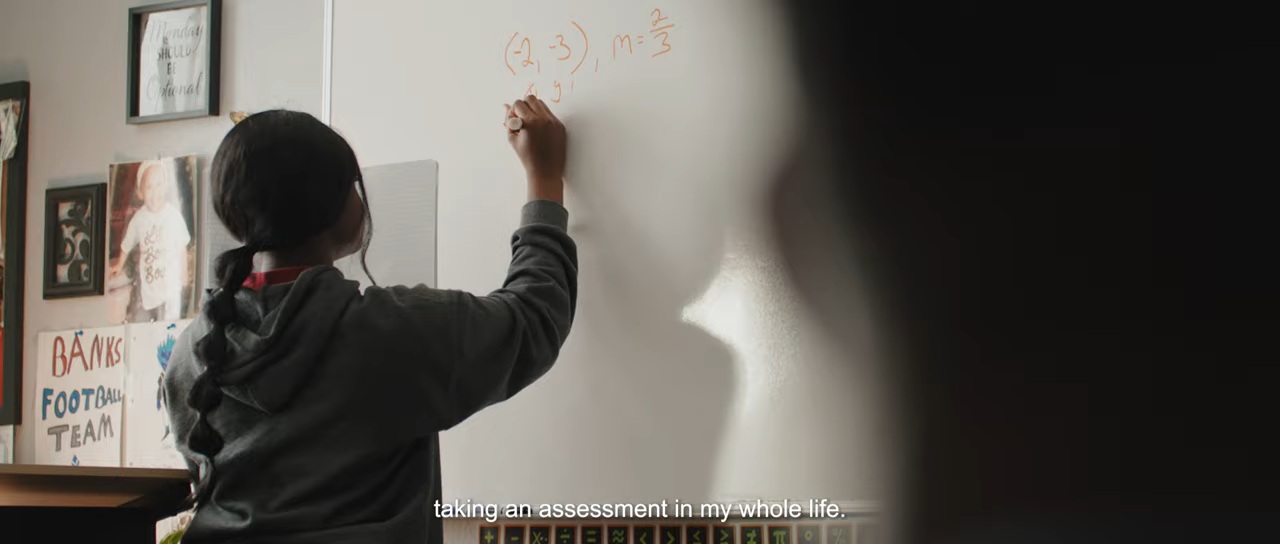 Monday
SHOULD
BE
Optional
(-2, -3), m = 2/3
y
BANKS
FOOTBALL
TEAM
taking an assessment in my whole life.
+ - × ÷ = ≈ < > ≤ ≥ ≠ π